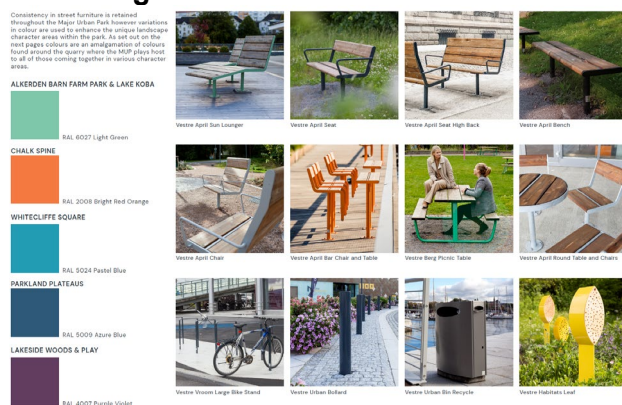 Consistency in street furniture is retained
throughout the Major Urban Park however variations
in colour are used to enhance the unique landscape
character areas within the park. As set out on the
next pages colours are an amalgamation of colours
found around the quarry where the MUP plays host
to all of those coming together in various character
areas.
ALKERDEN BARN FARM PARK & LAKE KOBA
RAL 6027 Light Green
CHALK SPINE
RAL 2008 Bright Red Orange
WHITECLIFFE SQUARE
RAL 5024 Pastel Blue
PARKLAND PLATEAUS
RAL 5009 Azure Blue
LAKESIDE WOODS & PLAY
RAL 4007 Purple Violet
Vestre April Sun Lounger
Vestre April Seat
Vestre April Seat High Back
Vestre April Bench
Vestre April Chair
Vestre April Bar Chair and Table
Vestre Berg Picnic Table
Vestre April Round Table and Chairs
Vestre Vroom Large Bike Stand
Vestre Urban Bollard
Vestre Urban Bin Recycle
Vestre Habitats Leaf